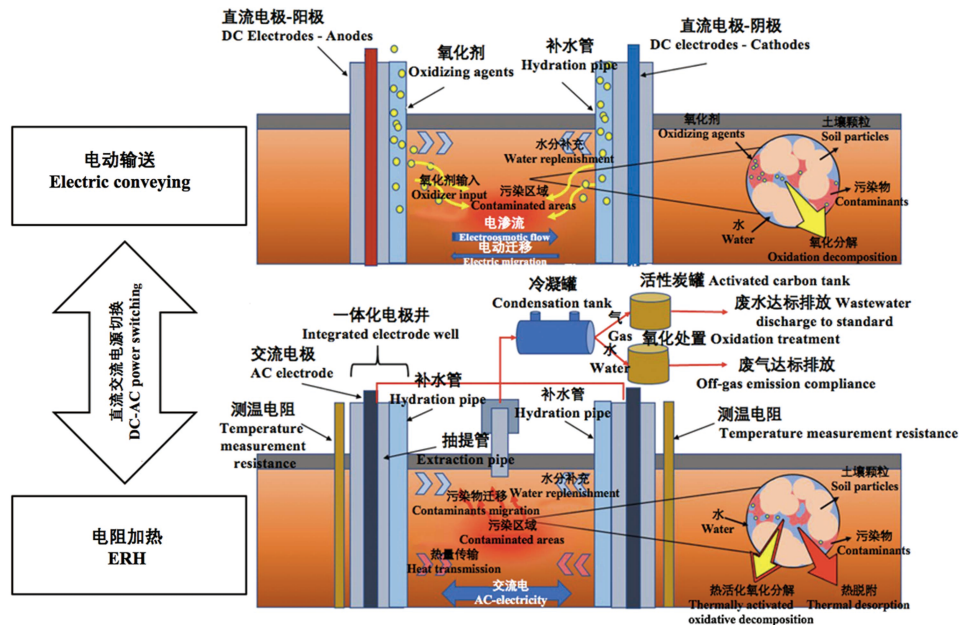 直流电极-阳极
DC Electrodes - Anodes
氧化剂
Oxidizing agents
补水管
Hydration pipe
直流电极-阴极
DC electrodes - Cathodes
电动输送
Electric conveying
水分补充
Water replenishment
氧化剂输入
Oxidizer input
污染区域
Contaminated areas
电渗流
Electroosmotic flow
电动迁移
Electric migration
氧化剂
Oxidizing agents
土壤颗粒
Soil particles
污染物
Contaminants
水
Water
氧化分解
Oxidation decomposition
直流交流电源切换
DC-AC power switching
冷凝罐
Condensation tank
活性炭罐 Activated carbon tank
气
Gas
废水达标排放 Wastewater
discharge to standard
氧化处置 Oxidation treatment
水
Water
废气达标排放
Off-gas emission compliance
一体化电极井
Integrated electrode well
交流电极
AC electrode
补水管
Hydration pipe
补水管
Hydration pipe
测温电阻
Temperature
measurement
resistance
测温电阻
Temperature measurement resistance
抽提管
Extraction pipe
电阻加热
ERH
水分补充
Water replenishment
污染物迁移
Contaminants migration
污染区域
Contaminated areas
热量传输
Heat transmission
交流电
AC-electricity
土壤颗粒
Soil particles
水
Water
污染物
Contaminants
热活化氧化分解
Thermally activated
oxidative decomposition
热脱附
Thermal desorption